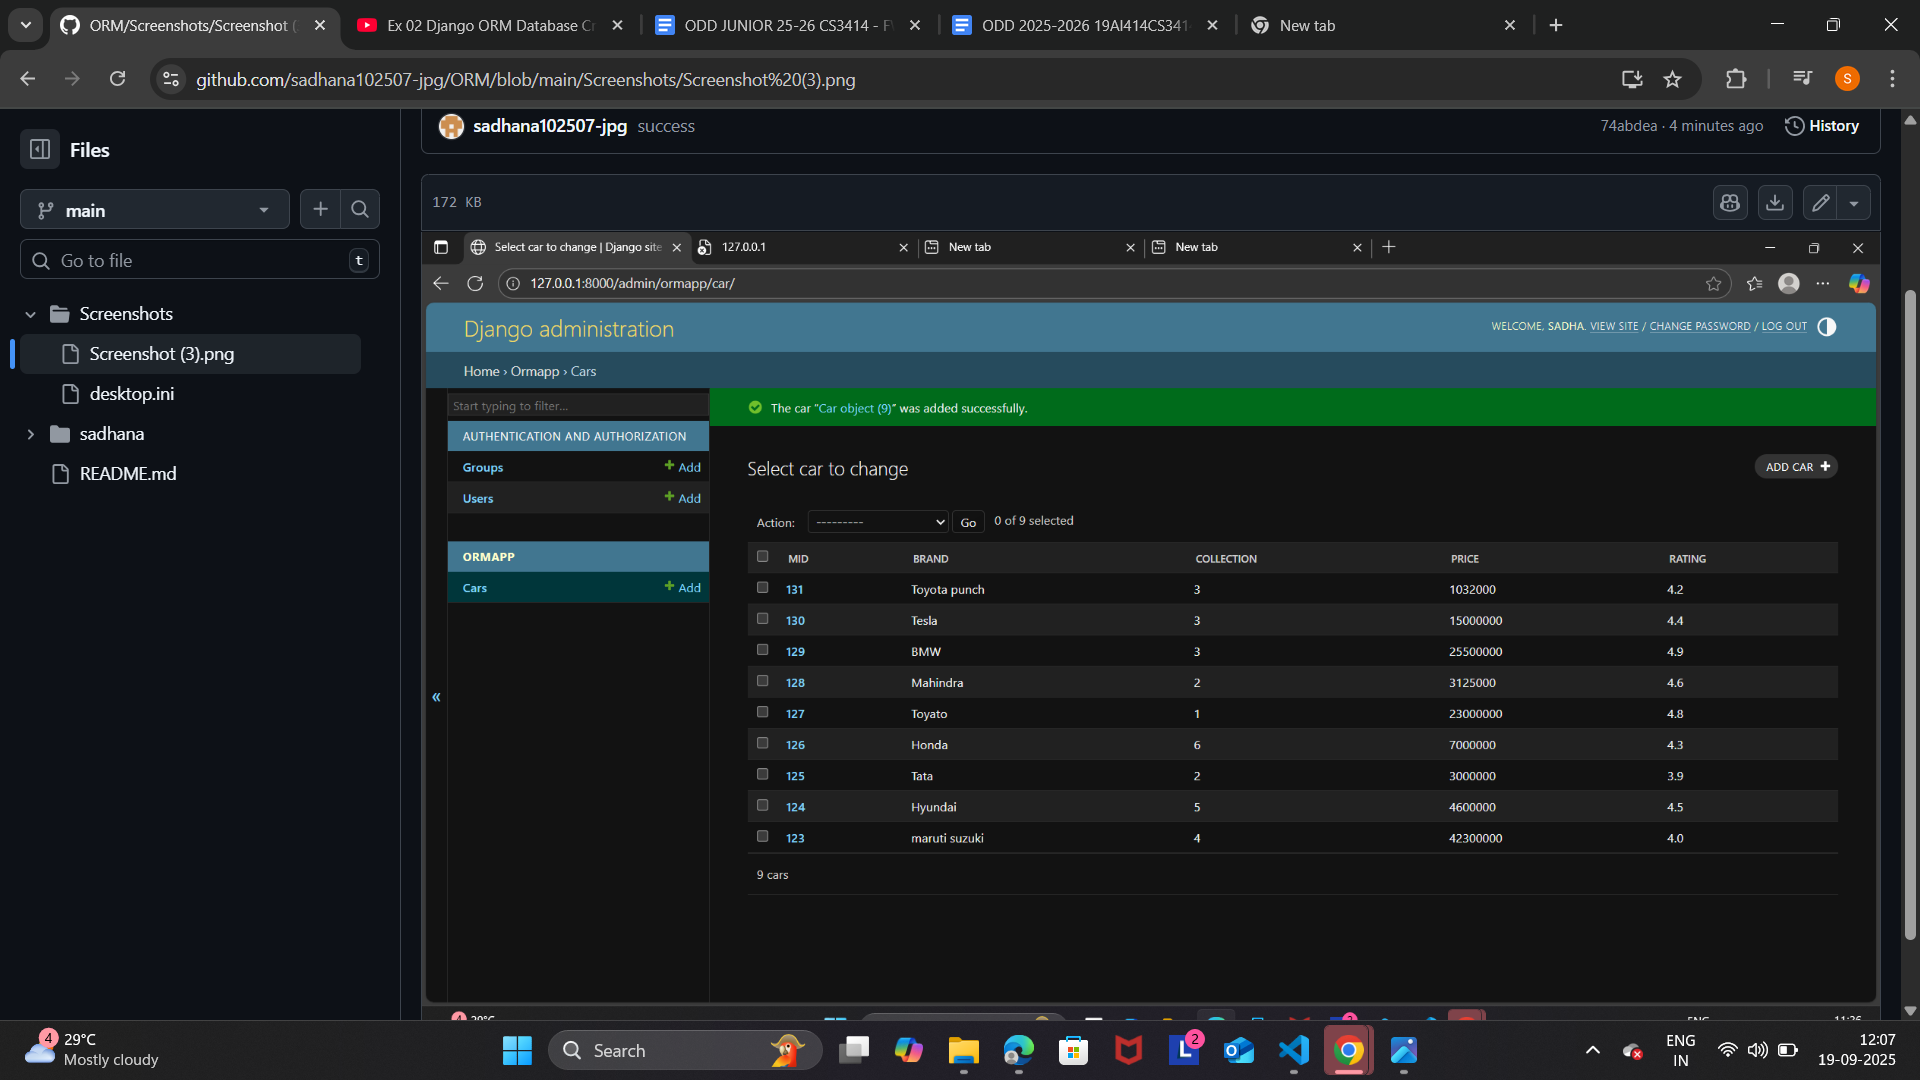 ORM/Screenshots/Screenshot (
Ex 02 Django ORM Database Cr
ODD JUNIOR 25-26 CS3414 - F
ODD 2025-2026 19AI414CS341
New tab
github.com/sadhana102507-jpg/ORM/blob/main/Screenshots/Screenshot%20(3).png
S
Files
sadhana102507-jpg success
74abdea · 4 minutes ago
History
main
172 KB
Go to file
t
Screenshots
Screenshot (3).png
desktop.ini
sadhana
README.md
Select car to change | Django site
127.0.0.1
New tab
New tab
127.0.0.1:8000/admin/ormapp/car/
Django administration
WELCOME, SADHA. VIEW SITE / CHANGE PASSWORD / LOG OUT
Home › Ormapp › Cars
Start typing to filter...
The car “Car object (9)” was added successfully.
AUTHENTICATION AND AUTHORIZATION
Groups + Add
Users + Add
ORMAPP
Cars + Add
«
Select car to change
ADD CAR +
Action: --------- Go 0 of 9 selected
MID BRAND COLLECTION PRICE RATING
131 Toyota punch 3 1032000 4.2
130 Tesla 3 15000000 4.4
129 BMW 3 25500000 4.9
128 Mahindra 2 3125000 4.6
127 Toyato 1 23000000 4.8
126 Honda 6 7000000 4.3
125 Tata 2 3000000 3.9
124 Hyundai 5 4600000 4.5
123 maruti suzuki 4 42300000 4.0
9 cars
4
29°C
Mostly cloudy
Search
L
2
ENG
IN
12:07
19-09-2025